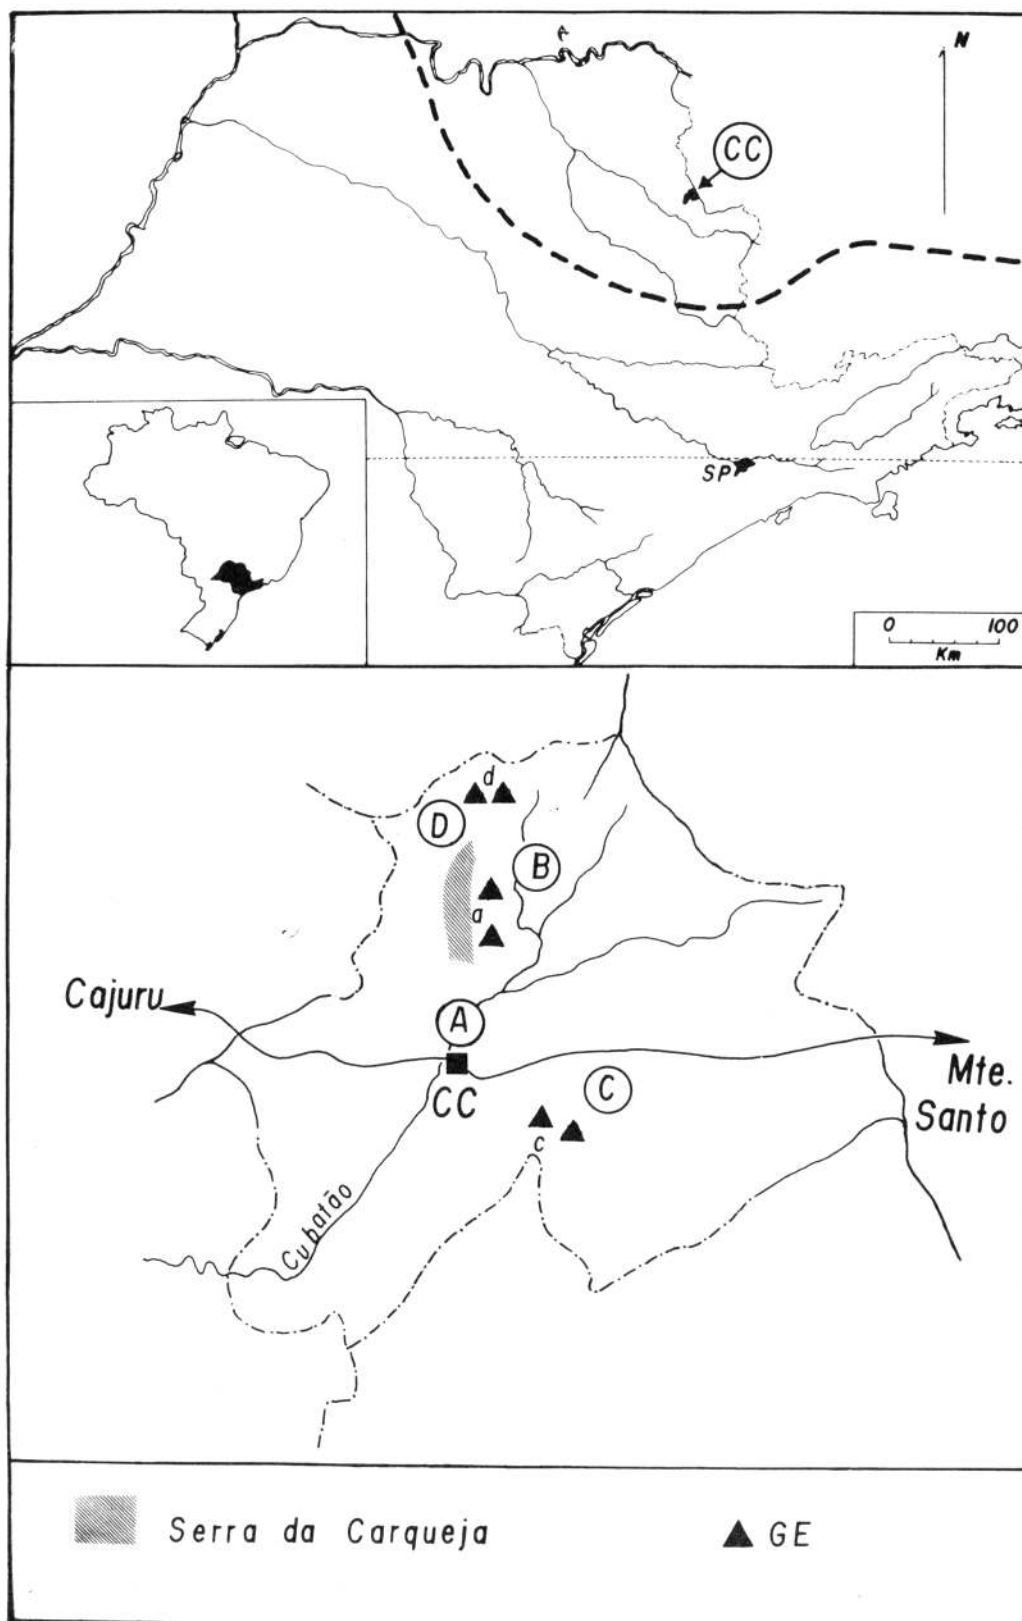 N
CC
SP
0 100
Km
d
D
B
a
Cajuru
A
CC
C
Mte.
Santo
c
Cubatão
Serra da Carqueja
GE